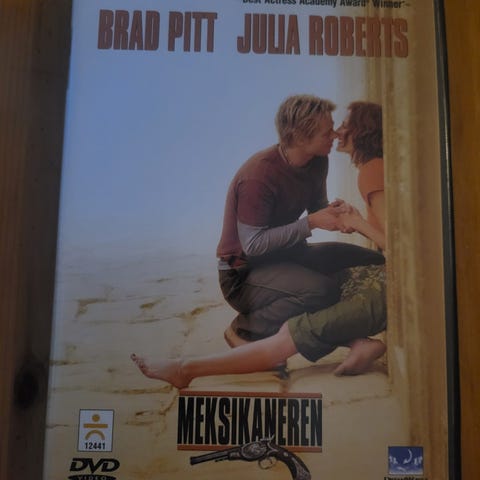 Best Actress Academy Award® Winner
BRAD PITT JULIA ROBERTS
MEKSIKANEREN
12441
DVD
VIDEO